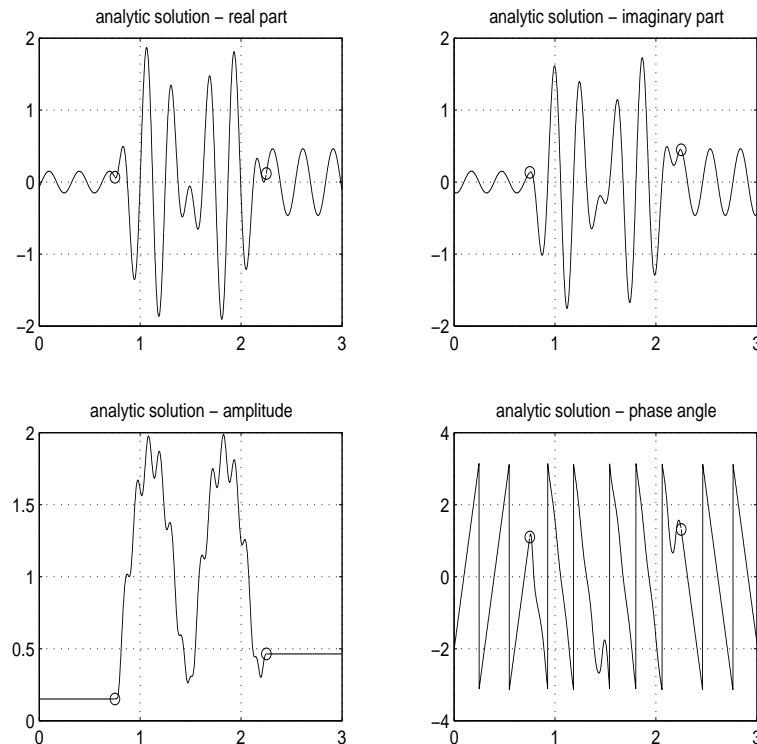 analytic solution − real part
2
1
0
−1
−2
0 1 2 3
analytic solution − imaginary part
2
1
0
−1
−2
0 1 2 3
analytic solution − amplitude
2
1.5
1
0.5
0
0 1 2 3
analytic solution − phase angle
4
2
0
−2
−4
0 1 2 3